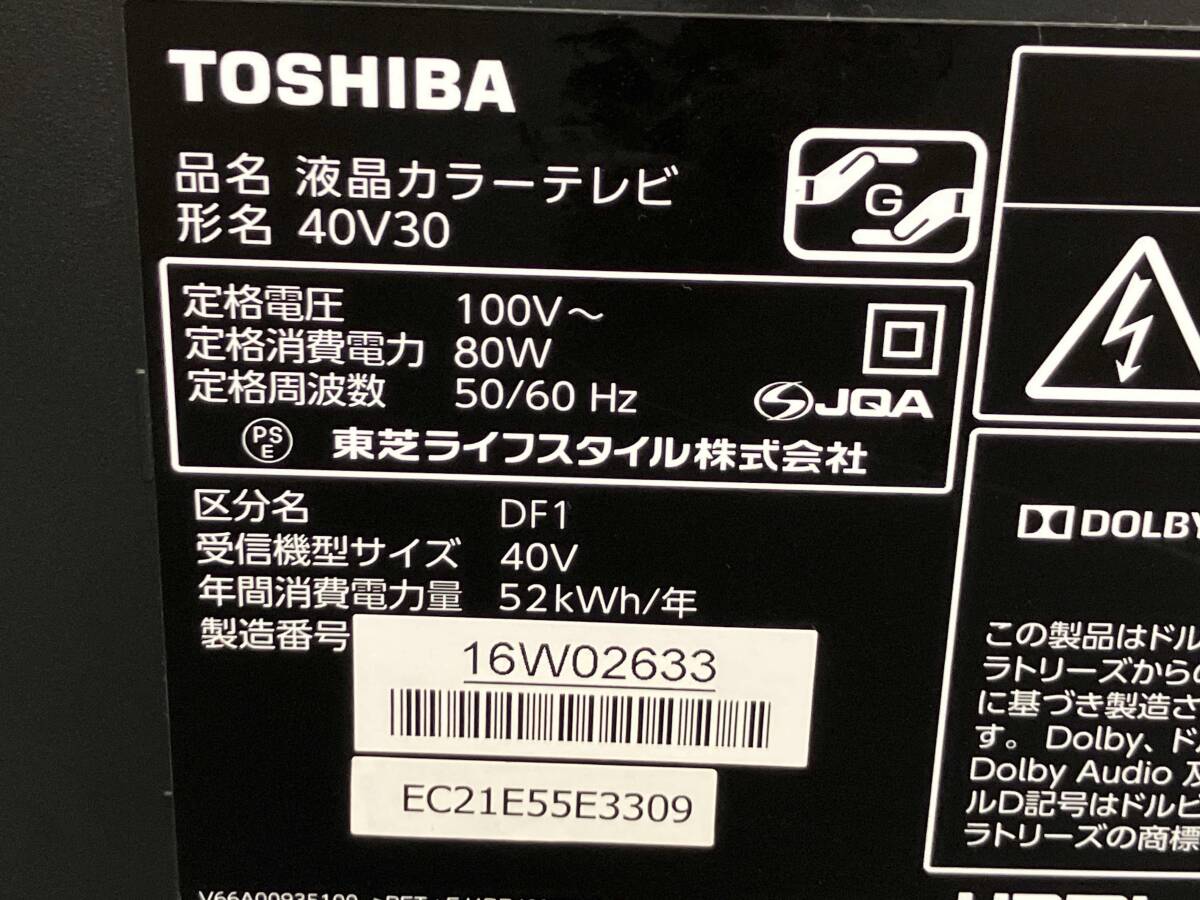 TOSHIBA
品名 液晶カラーテレビ
形名 40V30
G
定格電圧 100V～
定格消費電力 80W
定格周波数 50/60 Hz
JQA
PS
E
東芝ライフスタイル株式会社
区分名 DF1
受信機型サイズ 40V
年間消費電力量 52kWh/年
製造番号
16W02633
EC21E55E3309
DOLBY
この製品はドル
ラトリーズからの
に基づき製造さ
す。 Dolby、ド
Dolby Audio 及
ルD記号はドルビ
ラトリーズの商標